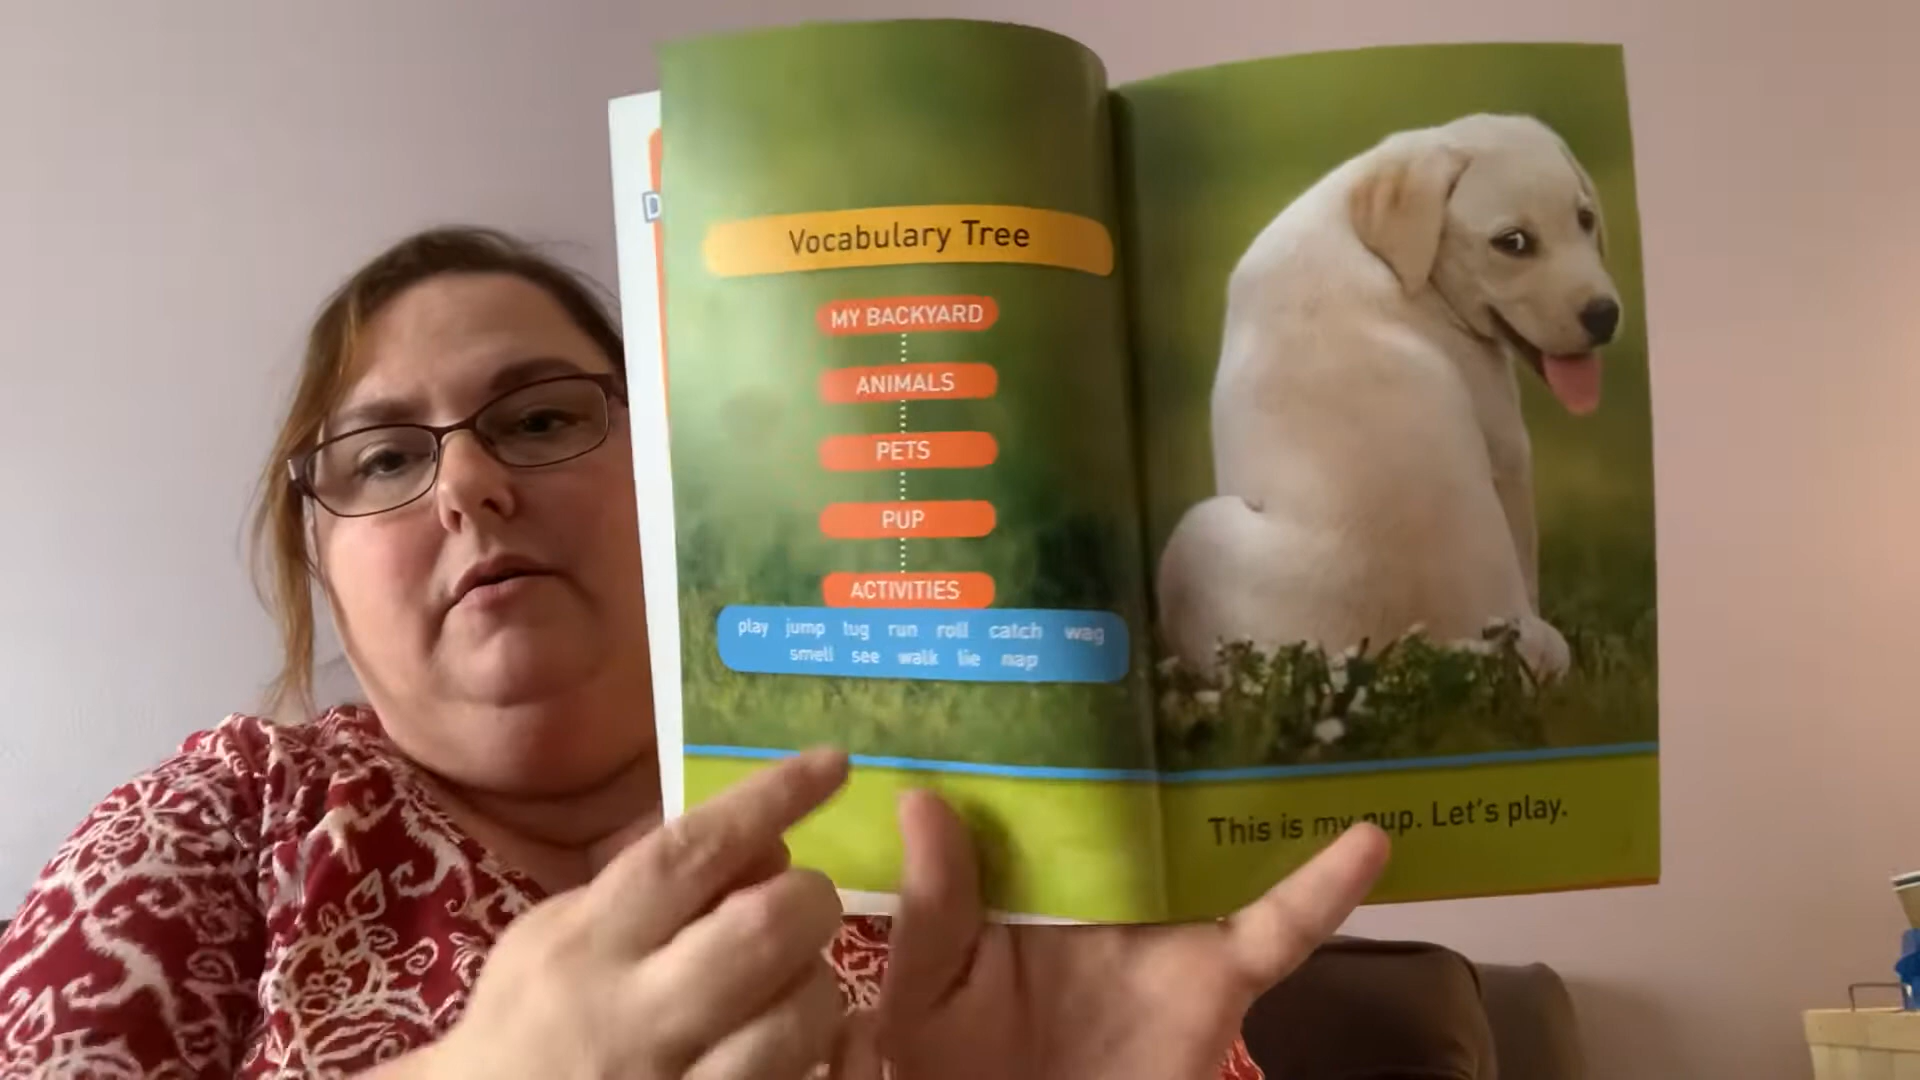 D
Vocabulary Tree
MY BACKYARD
ANIMALS
PETS
PUP
ACTIVITIES
play jump tug run roll catch wag
smell see walk lie nap
This is my pup. Let's play.